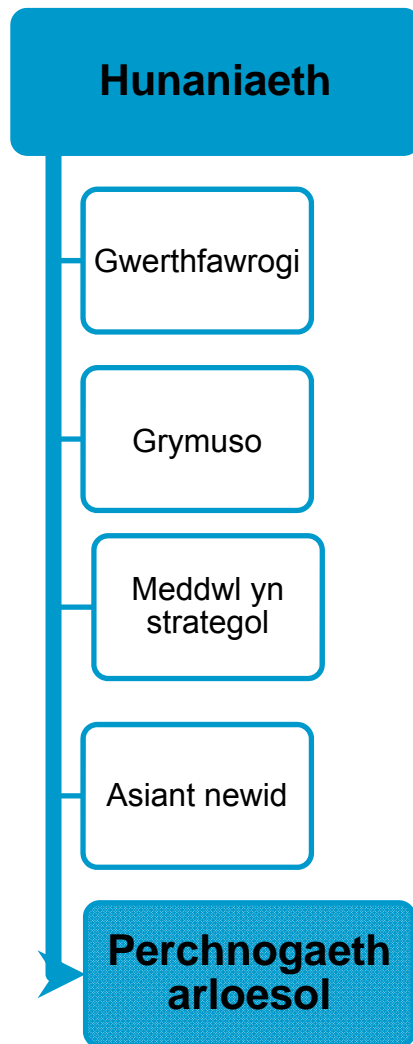 Hunaniaeth
Gwerthfawrogi
Grymuso
Meddwl yn
strategol
Asiant newid
Perchnogaeth
arloesol